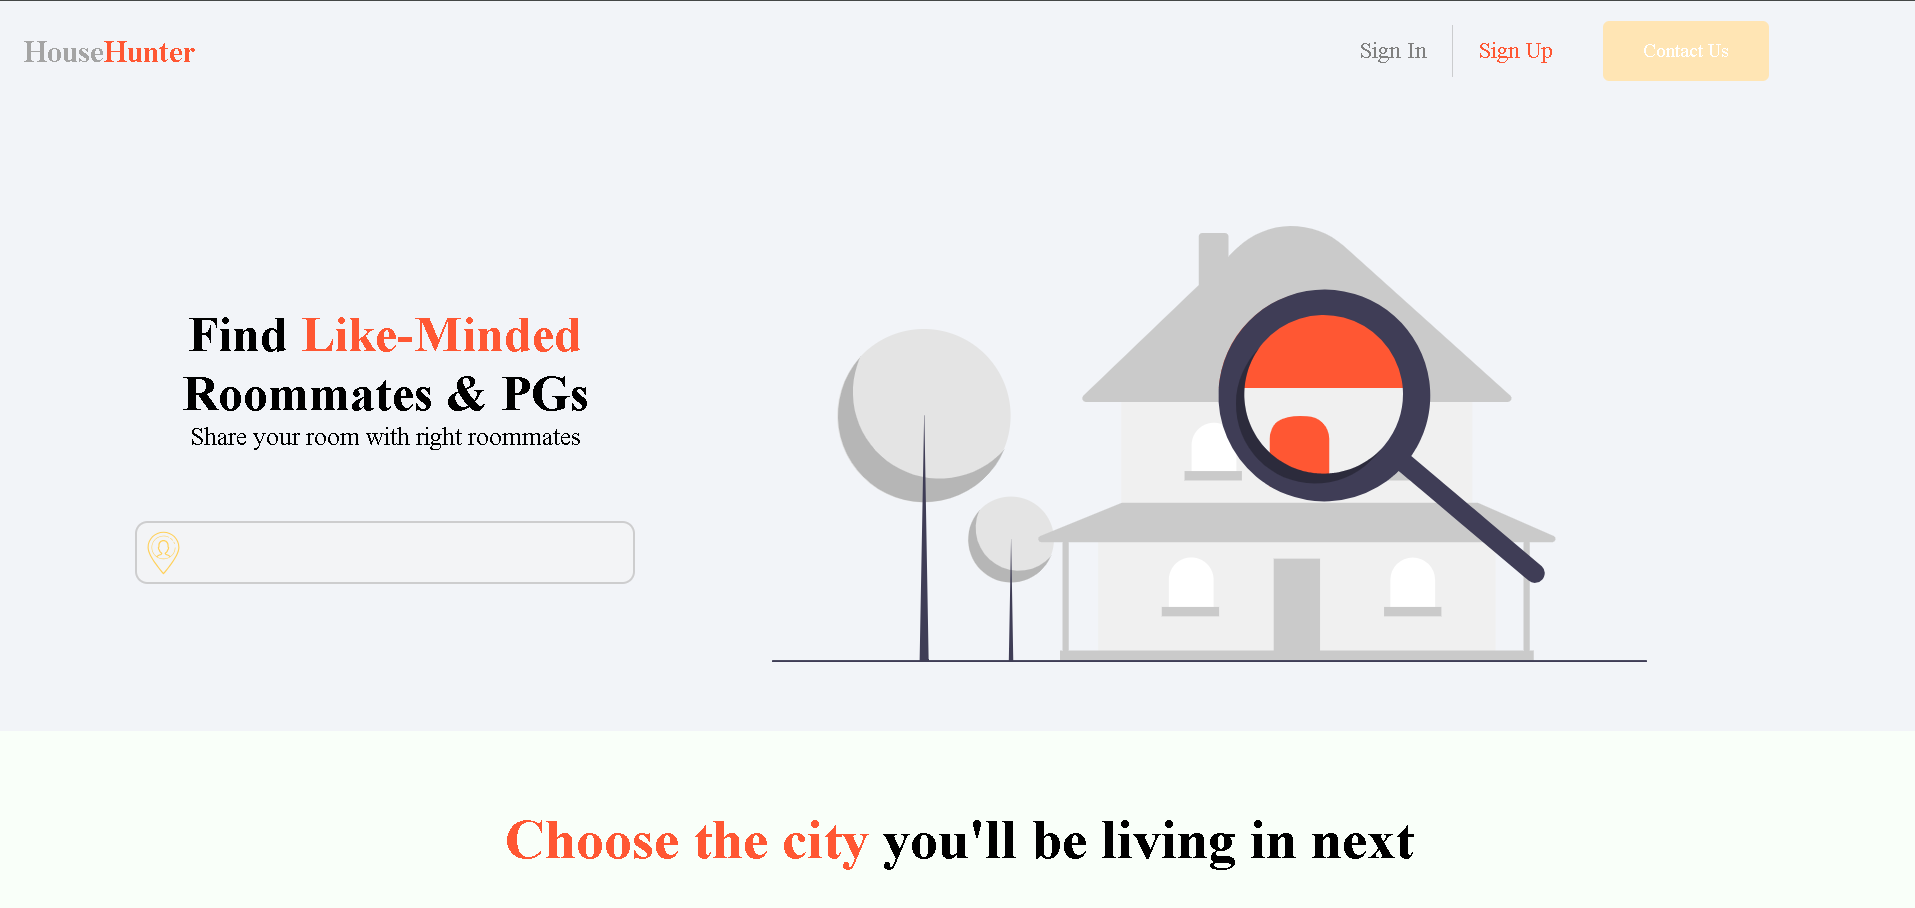 HouseHunter
Sign In
Sign Up
Contact Us
Find Like-Minded
Roommates & PGs
Share your room with right roommates
Choose the city you'll be living in next